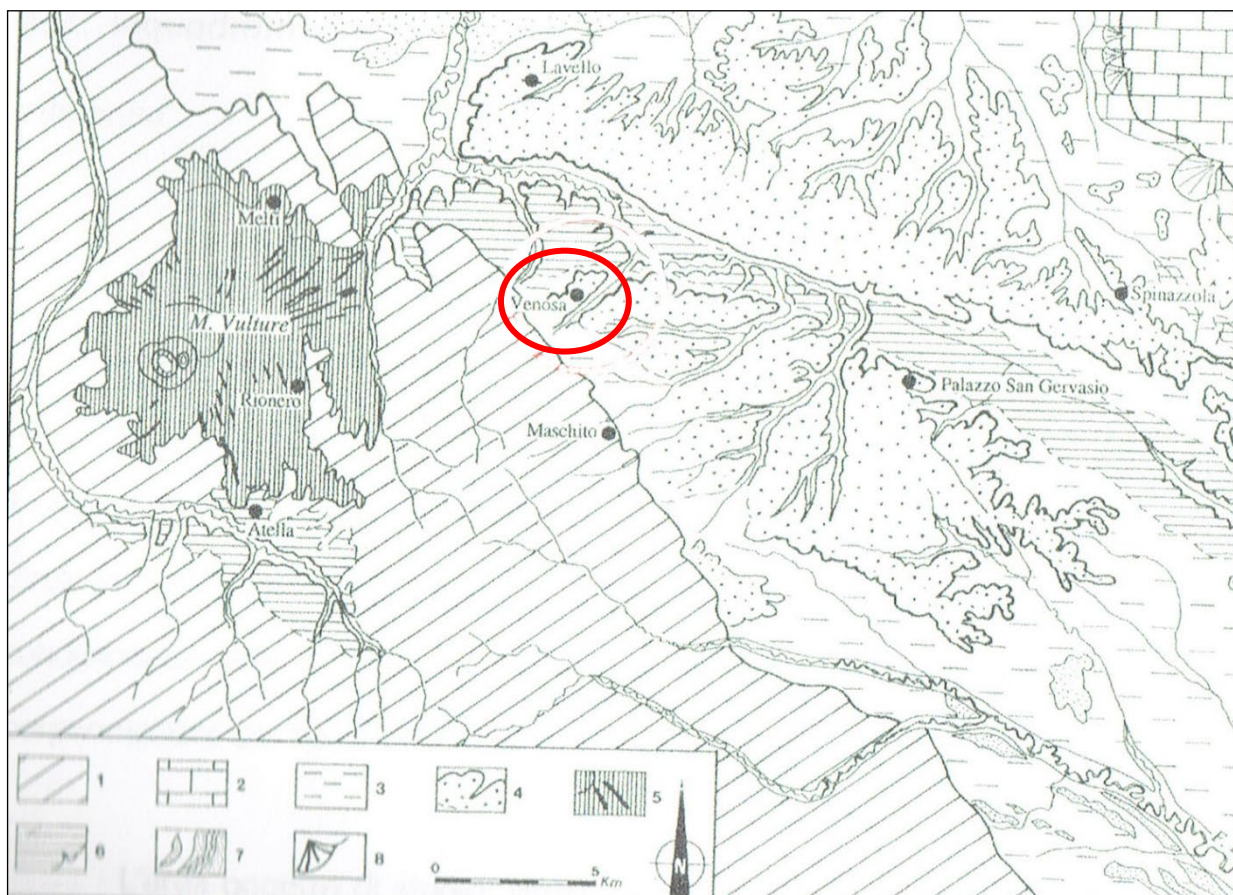 Lavello
Melfi
Venosa
Spinazzola
M. Vulture
Rionero
Palazzo San Gervasio
Maschito
Atella
1
2
3
4
5
6
7
8
N
0
5
Km